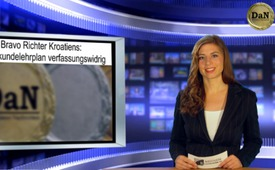 DaN
Bravo Richter Kroatiens:
kundelehrplan verfassungswidrig
DaN